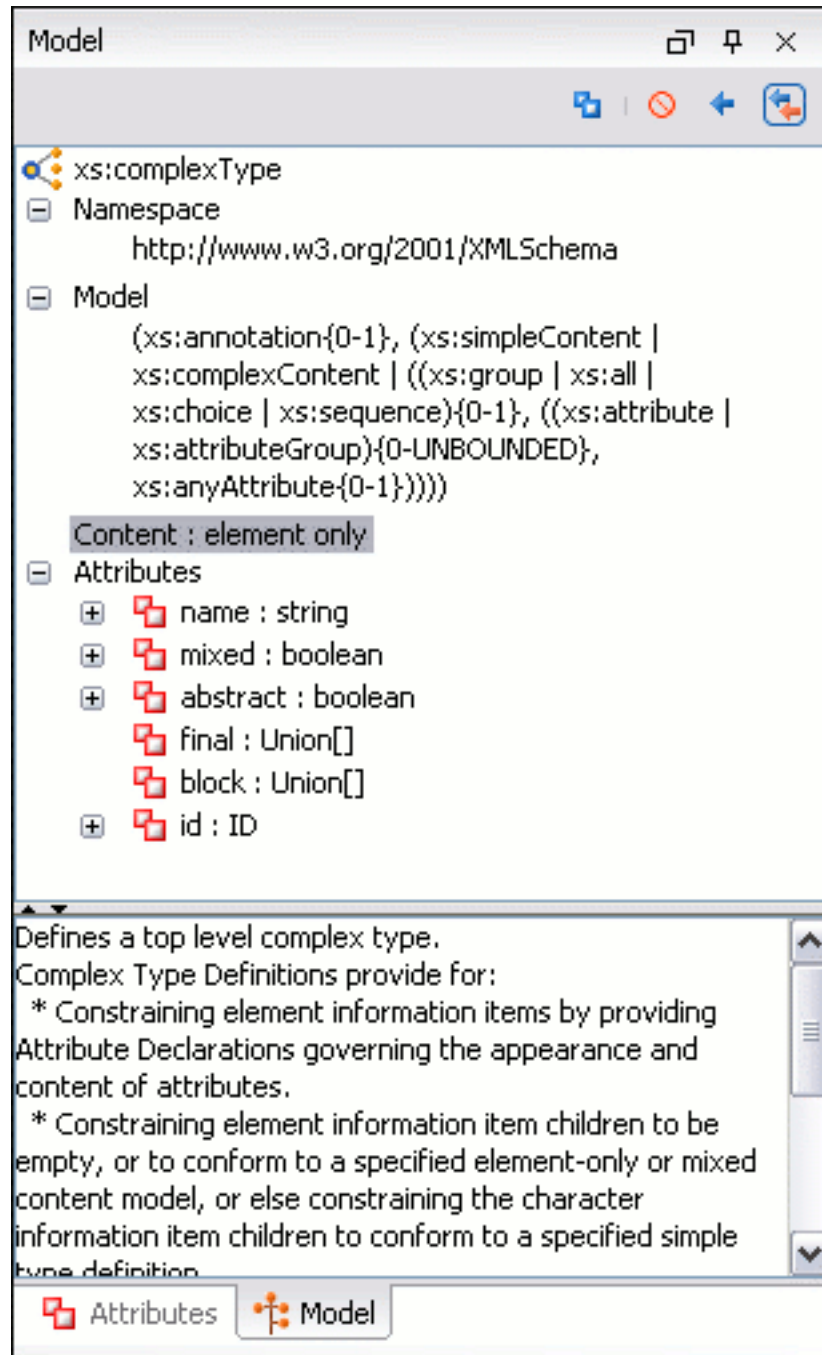 Model
xs:complexType
Namespace
http://www.w3.org/2001/XMLSchema
Model
(xs:annotation{0-1}, (xs:simpleContent |
xs:complexContent | ((xs:group | xs:all |
xs:choice | xs:sequence){0-1}, ((xs:attribute |
xs:attributeGroup){0-UNBOUNDED},
xs:anyAttribute{0-1}))))
Content : element only
Attributes
name : string
mixed : boolean
abstract : boolean
final : Union[]
block : Union[]
id : ID
Defines a top level complex type.
Complex Type Definitions provide for:
* Constraining element information items by providing
Attribute Declarations governing the appearance and
content of attributes.
* Constraining element information item children to be
empty, or to conform to a specified element-only or mixed
content model, or else constraining the character
information item children to conform to a specified simple
type definition
Attributes
Model